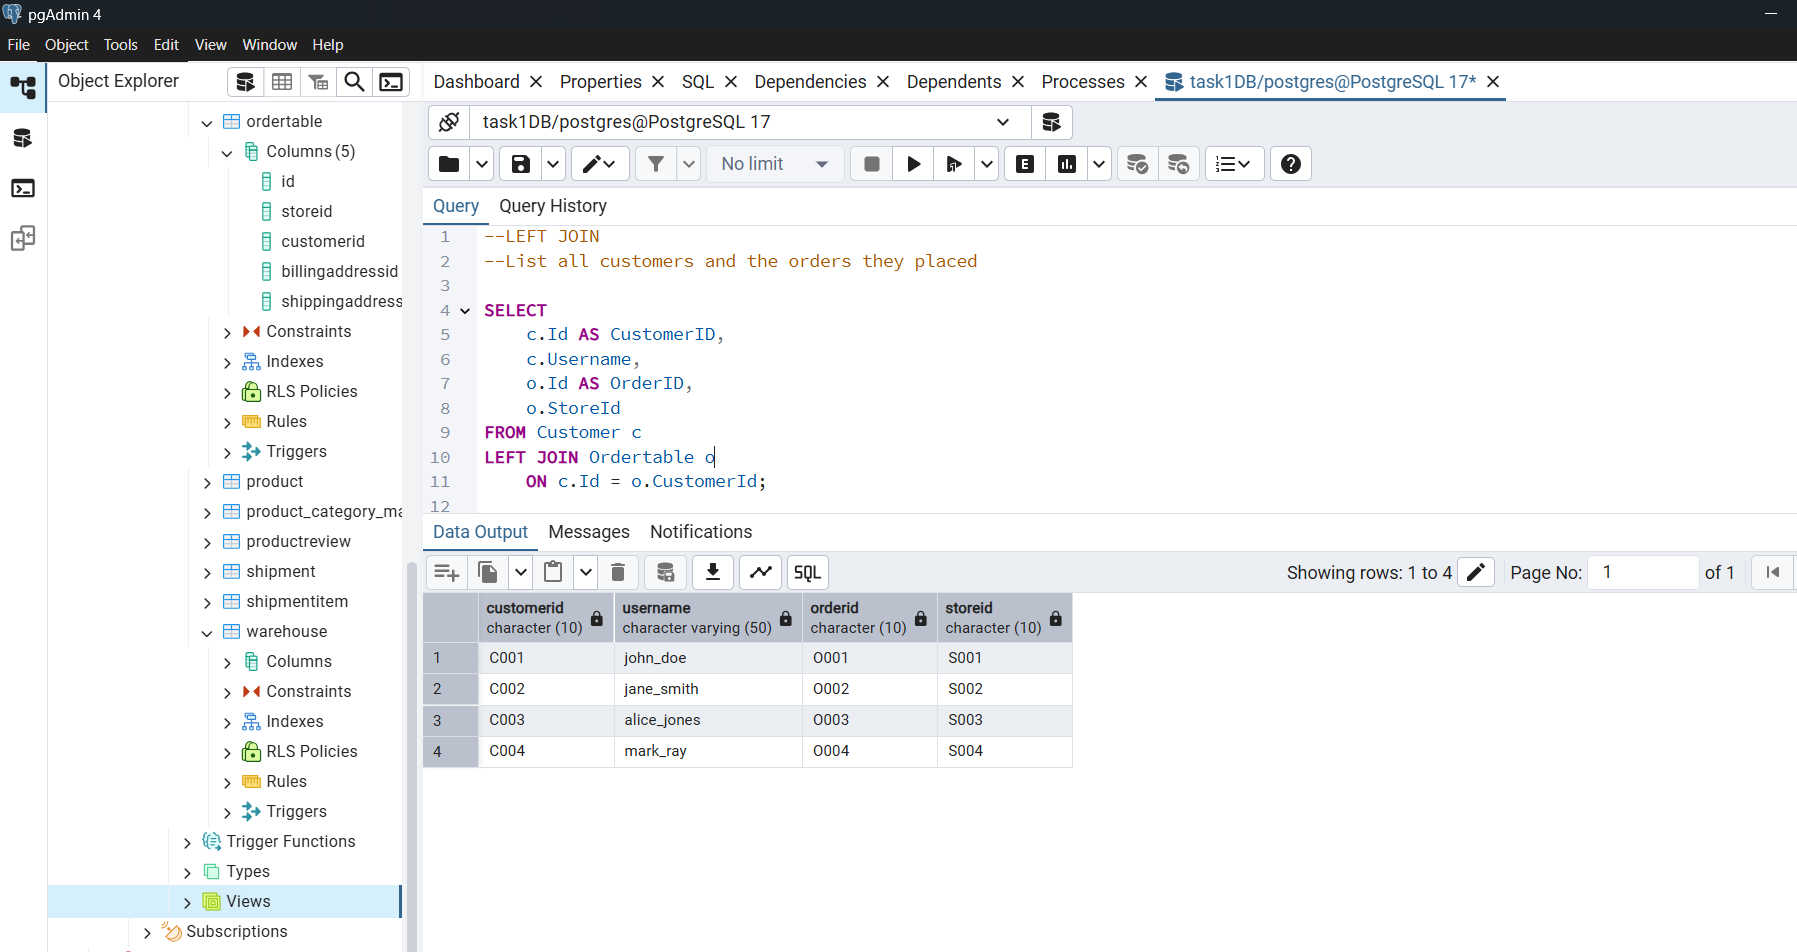 pgAdmin 4
File Object Tools Edit View Window Help
Object Explorer
Dashboard Properties SQL Dependencies Dependents Processes task1DB/postgres@PostgreSQL 17*
ordertable
Columns (5)
id
storeid
customerid
billingaddressid
shippingaddress
Constraints
Indexes
RLS Policies
Rules
Triggers
product
product_category_ma
productreview
shipment
shipmentitem
warehouse
Columns
Constraints
Indexes
RLS Policies
Rules
Triggers
Trigger Functions
Types
Views
Subscriptions
task1DB/postgres@PostgreSQL 17
No limit
E
Query Query History
1 --LEFT JOIN
2 --List all customers and the orders they placed
3
4 SELECT
5 c.Id AS CustomerID,
6 c.Username,
7 o.Id AS OrderID,
8 o.StoreId
9 FROM Customer c
10 LEFT JOIN Ordertable o
11 ON c.Id = o.CustomerId;
12
Data Output Messages Notifications
SQL Showing rows: 1 to 4 Page No: 1 of 1
customerid username orderid storeid
character (10) character varying (50) character (10) character (10)
1 C001 john_doe O001 S001
2 C002 jane_smith O002 S002
3 C003 alice_jones O003 S003
4 C004 mark_ray O004 S004